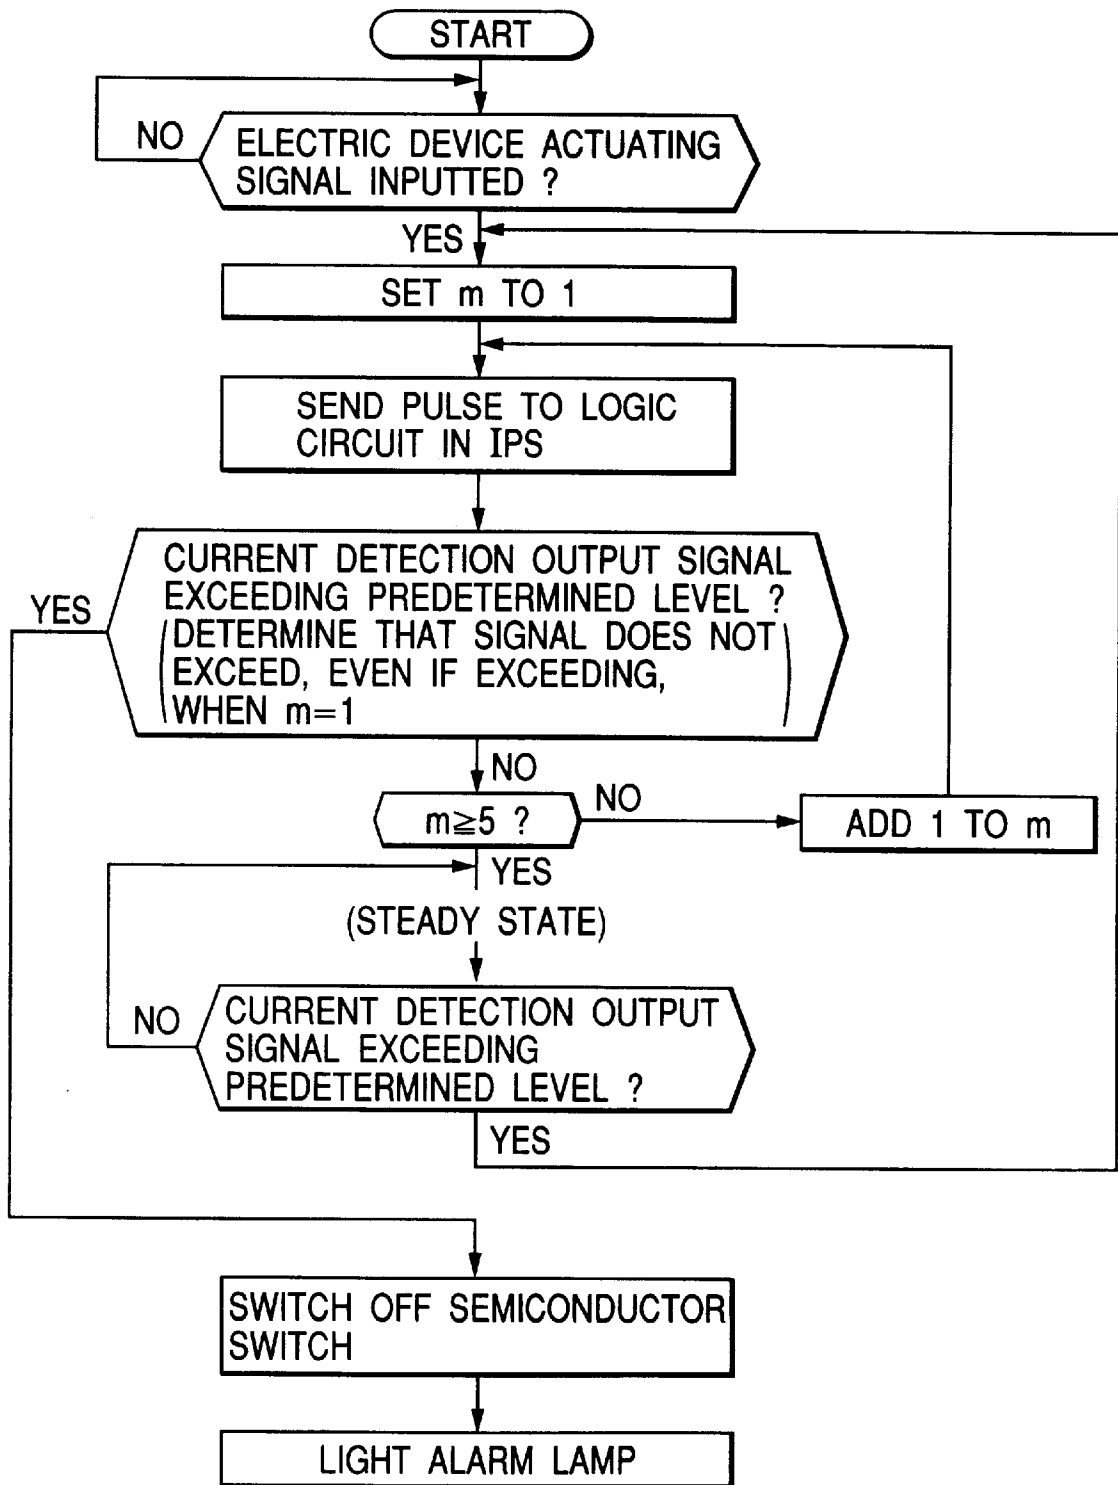 START
NO
ELECTRIC DEVICE ACTUATING
SIGNAL INPUTTED ?
YES
SET m TO 1
SEND PULSE TO LOGIC
CIRCUIT IN IPS
YES
CURRENT DETECTION OUTPUT SIGNAL
EXCEEDING PREDETERMINED LEVEL ?
(DETERMINE THAT SIGNAL DOES NOT
EXCEED, EVEN IF EXCEEDING,
WHEN m=1)
NO
m≧5 ?
NO
ADD 1 TO m
YES
(STEADY STATE)
NO
CURRENT DETECTION OUTPUT
SIGNAL EXCEEDING
PREDETERMINED LEVEL ?
YES
SWITCH OFF SEMICONDUCTOR
SWITCH
LIGHT ALARM LAMP